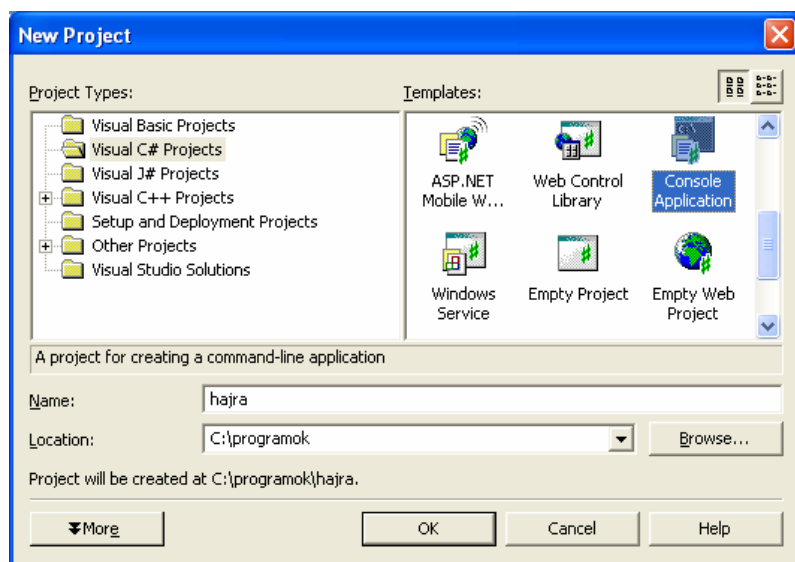 New Project
Project Types:
Templates:
Visual Basic Projects
Visual C# Projects
Visual J# Projects
Visual C++ Projects
Setup and Deployment Projects
Other Projects
Visual Studio Solutions
ASP.NET
Mobile W...
Web Control
Library
Console
Application
Windows
Service
Empty Project
Empty Web
Project
A project for creating a command-line application
Name:
hajra
Location:
C:\programok
Browse...
Project will be created at C:\programok\hajra.
More
OK
Cancel
Help